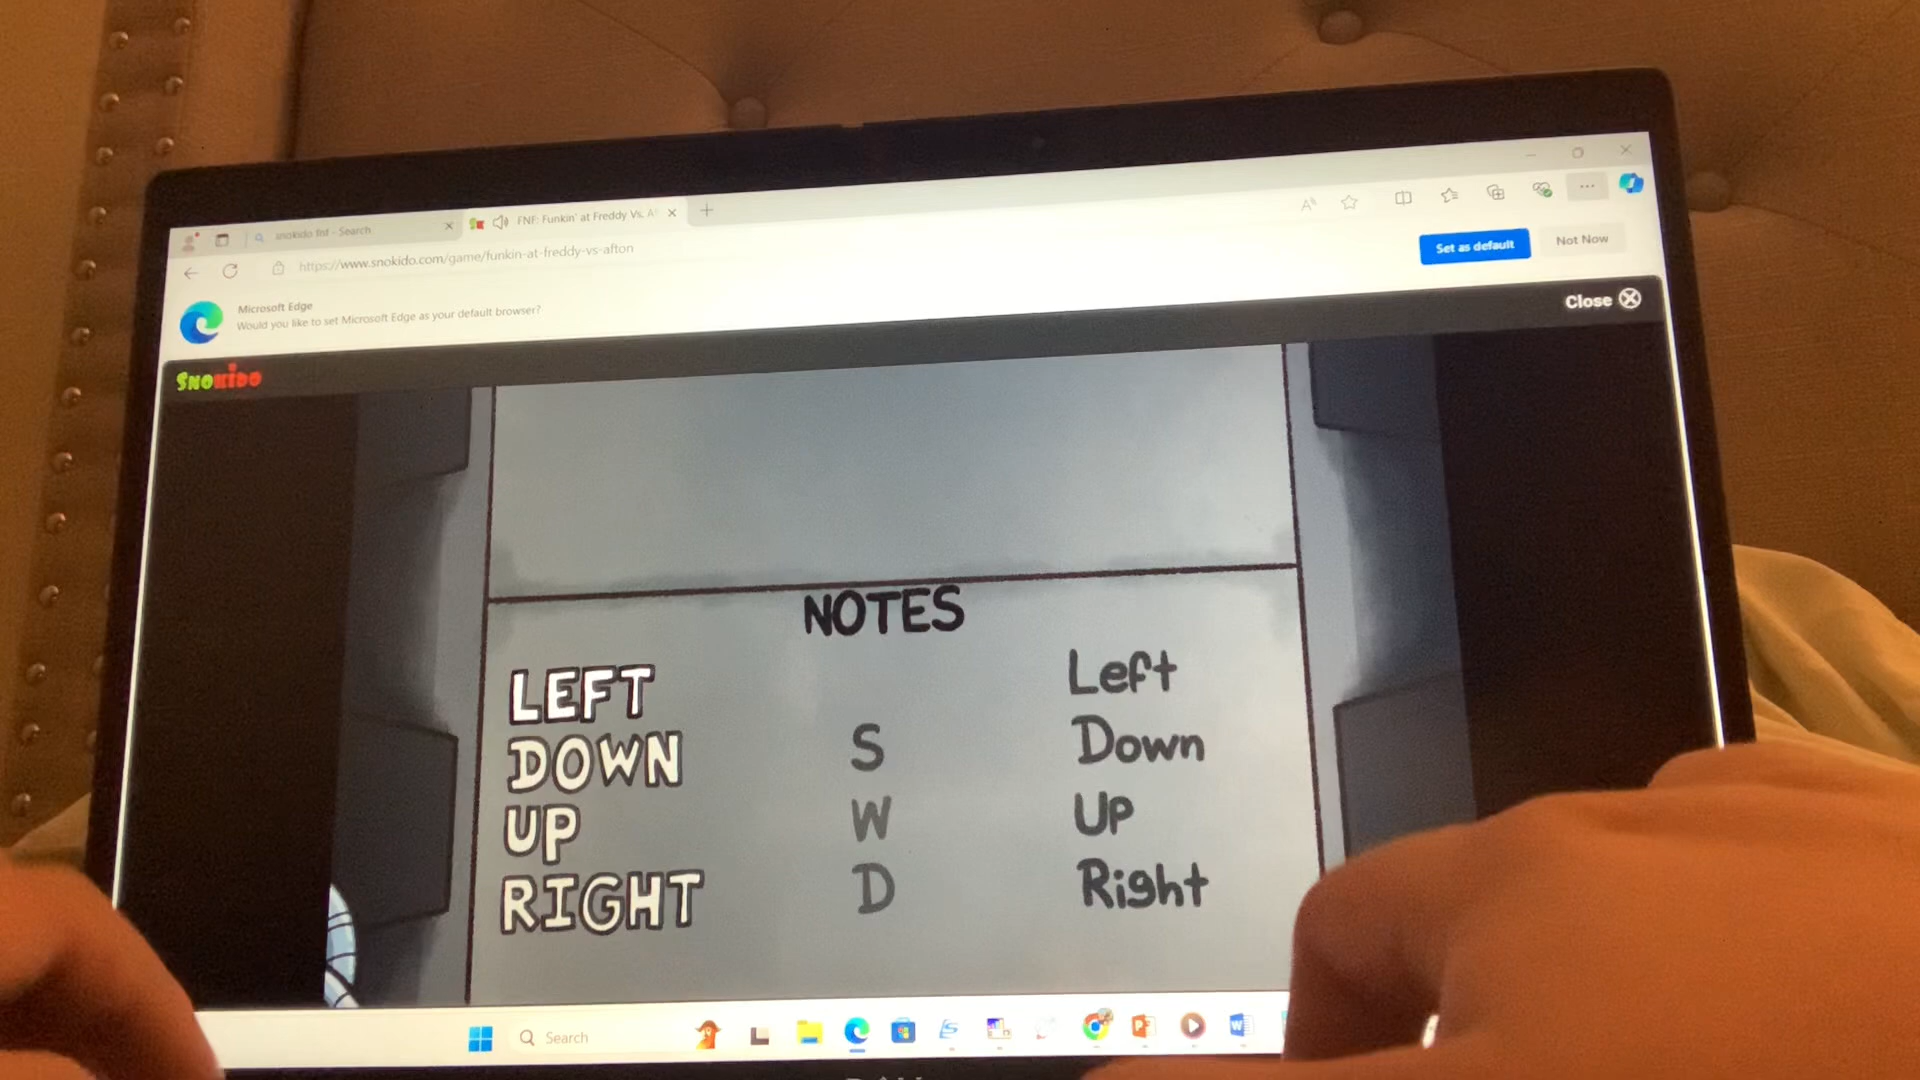 snokido fnf - Search
FNF: Funkin' at Freddy Vs. A
https://www.snokido.com/game/funkin-at-freddy-vs-afton
Set as default
Not Now
Microsoft Edge
Would you like to set Microsoft Edge as your default browser?
Close
SNOKIDO
NOTES
LEFT Left
DOWN S Down
UP W Up
RIGHT D Right
Search